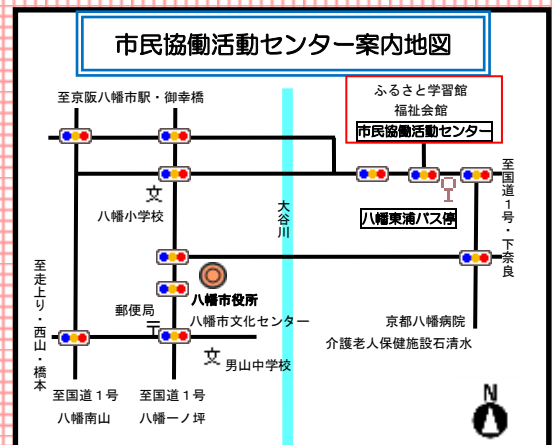 市民協働活動センター案内地図
至京阪八幡市駅・御幸橋
ふるさと学習館
福祉会館
市民協働活動センター
八幡小学校
大谷川
八幡東浦バス停
至国道1号・下奈良
八幡市役所
八幡市文化センター
郵便局
〒
男山中学校
京都八幡病院
介護老人保健施設石清水
至走上り・西山・橋本
至国道1号
八幡南山
至国道1号
八幡一ノ坪
文
文
N